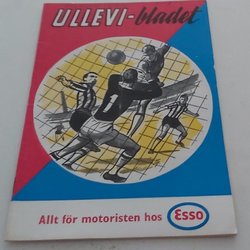 ULLEVI-bladet
Allt för motoristen hos Esso